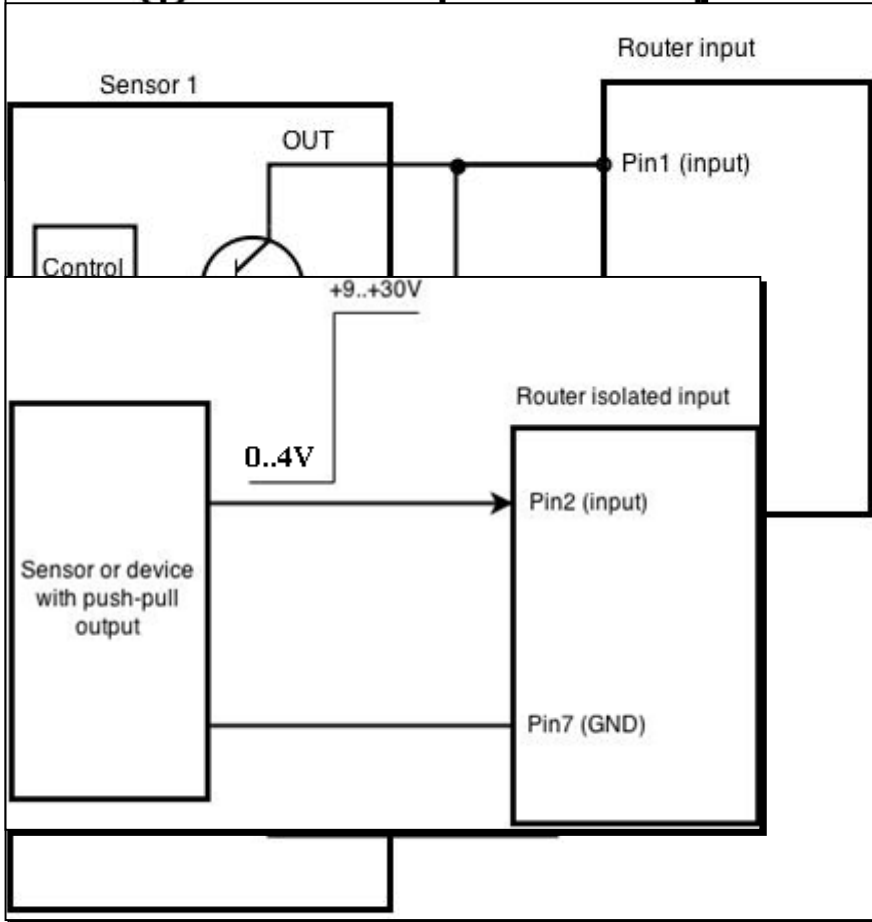 Router input
Sensor 1
OUT
Pin1 (input)
Control
+9..+30V
Router isolated input
0..4V
Pin2 (input)
Sensor or device
with push-pull
output
Pin7 (GND)